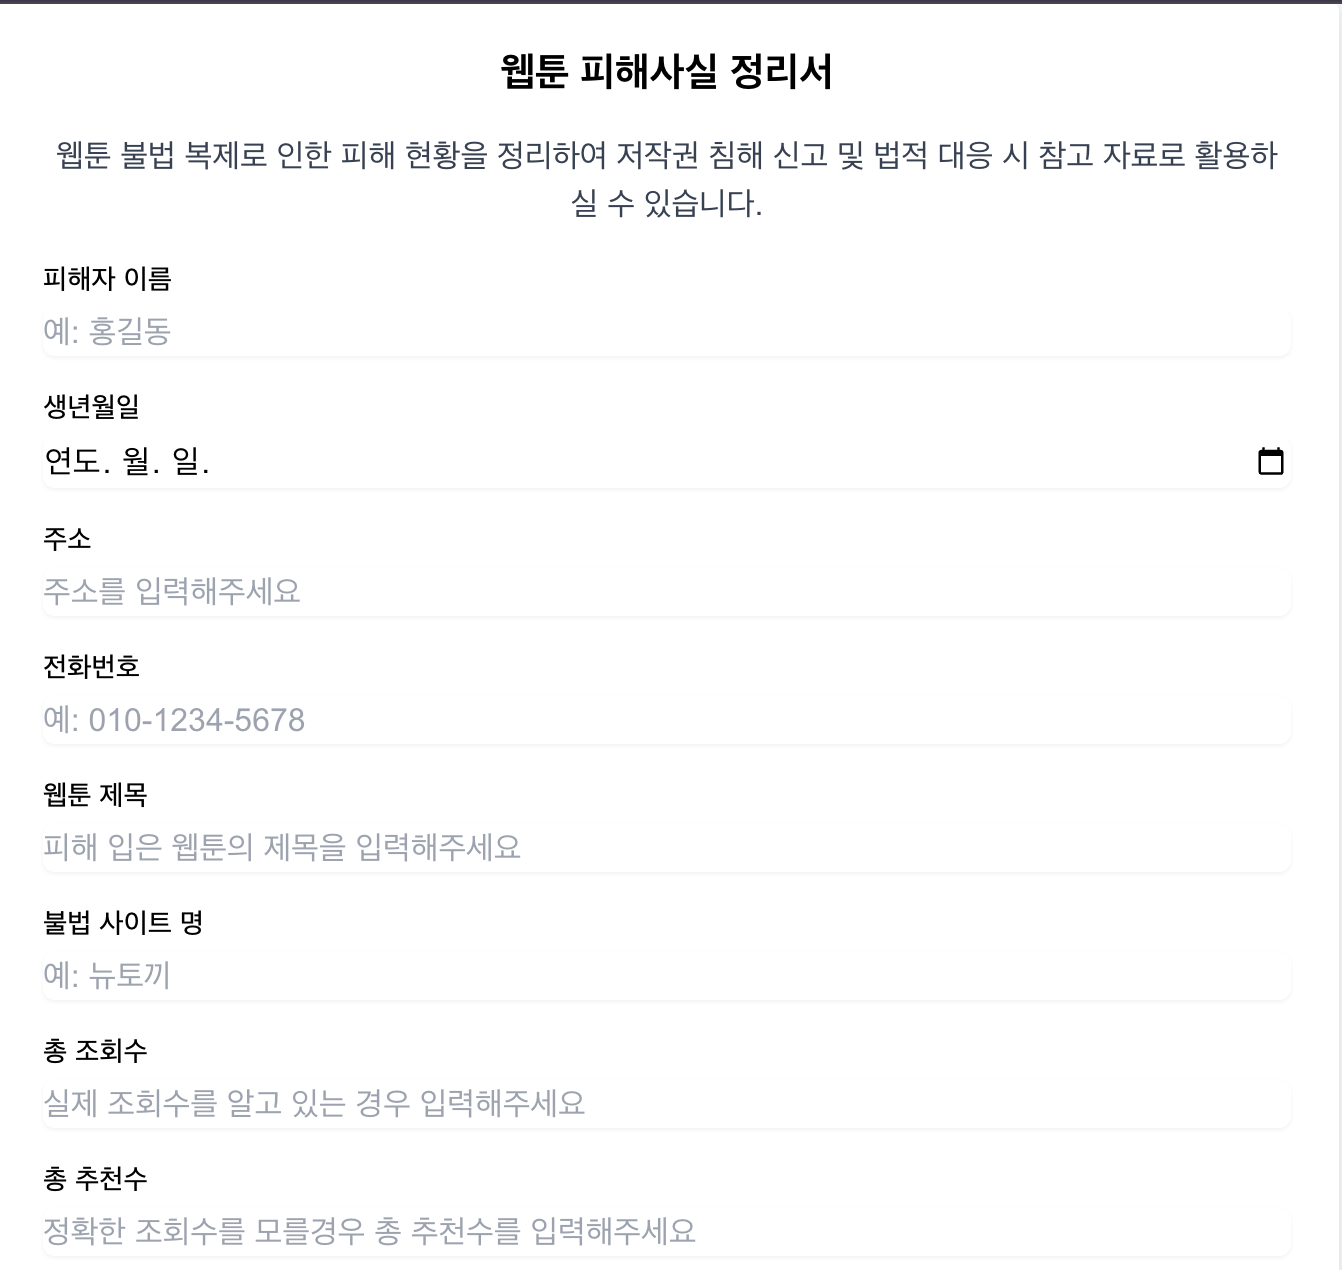 웹툰 피해사실 정리서
웹툰 불법 복제로 인한 피해 현황을 정리하여 저작권 침해 신고 및 법적 대응 시 참고 자료로 활용하
실 수 있습니다.
피해자 이름
예: 홍길동
생년월일
연도. 월. 일.
주소
주소를 입력해주세요
전화번호
예: 010-1234-5678
웹툰 제목
피해 입은 웹툰의 제목을 입력해주세요
불법 사이트 명
예: 뉴토끼
총 조회수
실제 조회수를 알고 있는 경우 입력해주세요
총 추천수
정확한 조회수를 모를경우 총 추천수를 입력해주세요